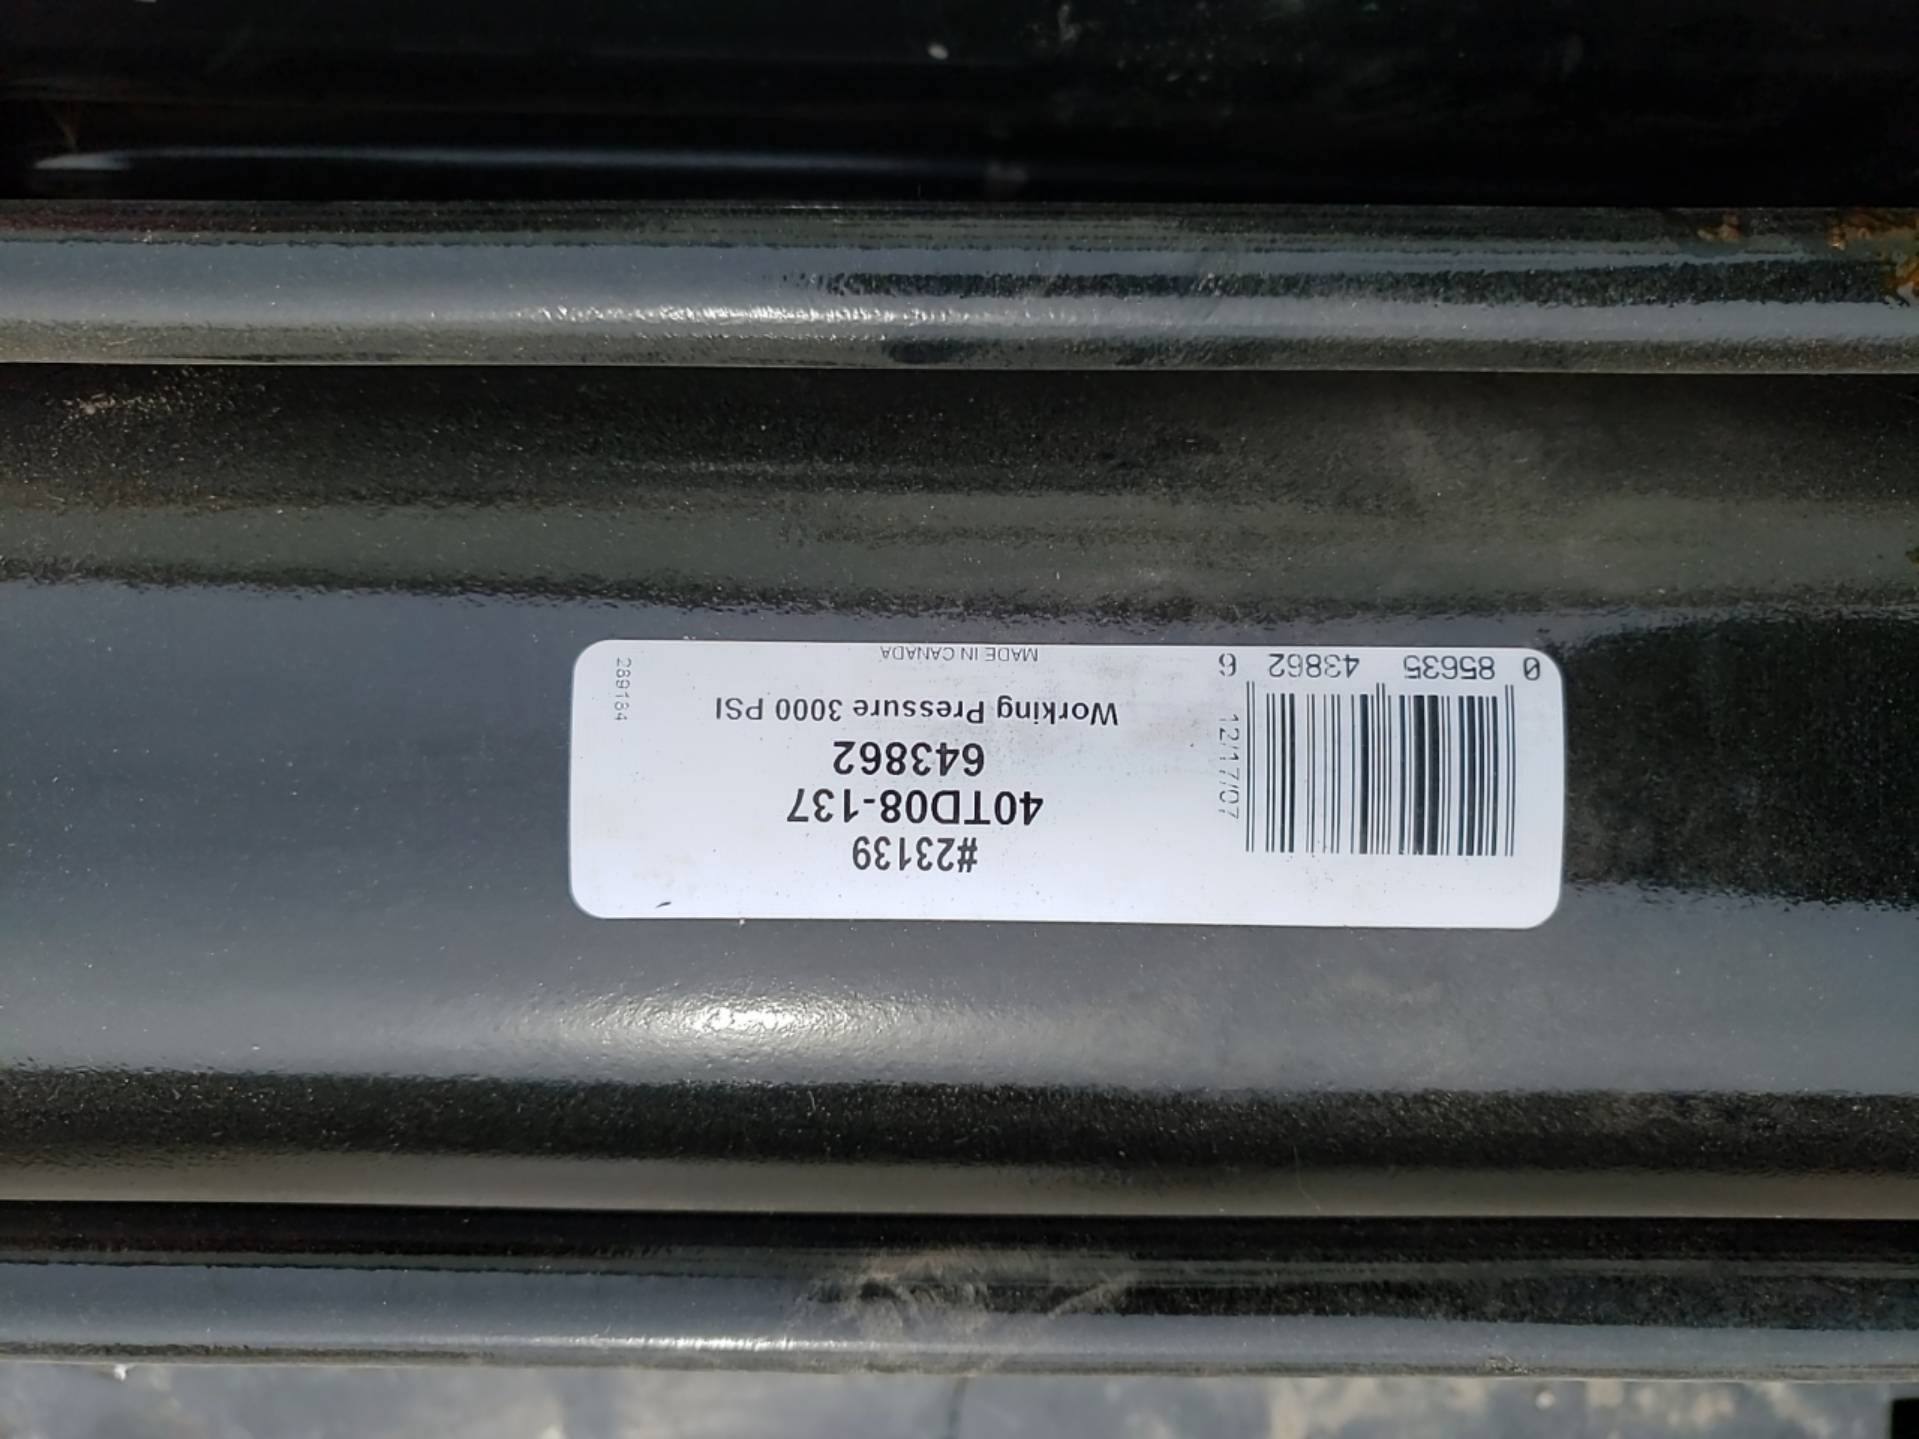 #23139
40TD08-137
643862
Working Pressure 3000 PSI
MADE IN CANADA
12/17/07
0 85635 43862 6
289184